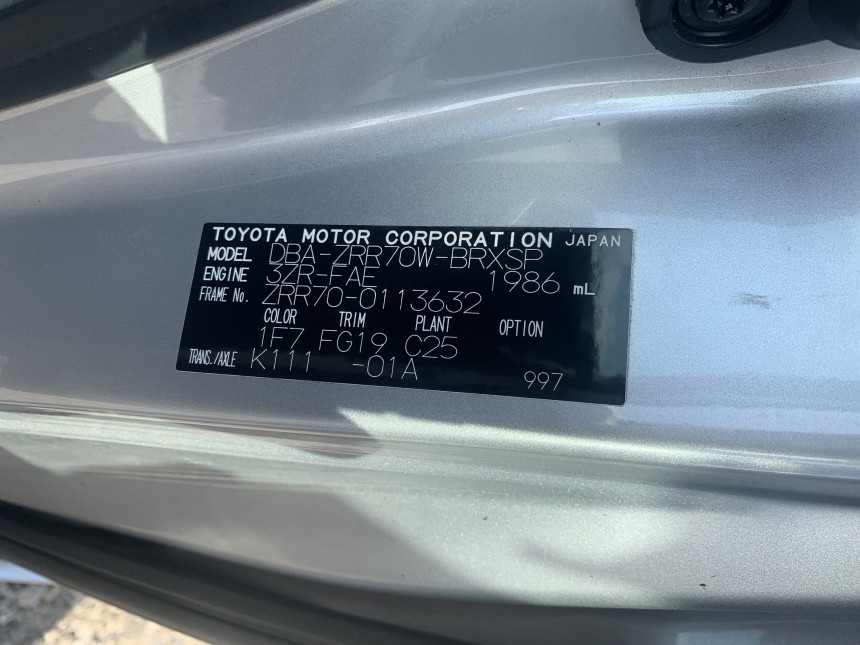 TOYOTA MOTOR CORPORATION JAPAN
MODEL DBA-ZRR70W-BRXSP
ENGINE 3ZR-FAE 1986 mL
FRAME No. ZRR70-0113632
COLOR TRIM PLANT OPTION
1F7 FG19 C25
TRANS./AXLE K111 -01A
997